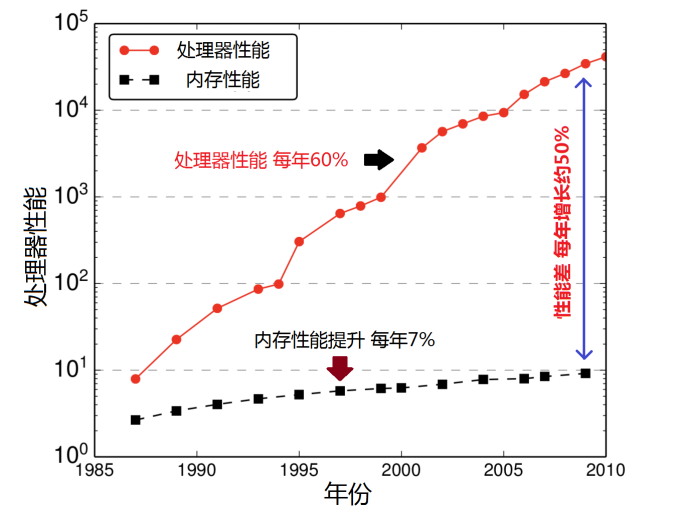 10^5
10^4
10^3
10^2
10^1
10^0
处理器性能
内存性能
处理器性能 每年60%
内存性能提升 每年7%
性能差 每年增长约50%
处理器性能
1985 1990 1995 2000 2005 2010
年份